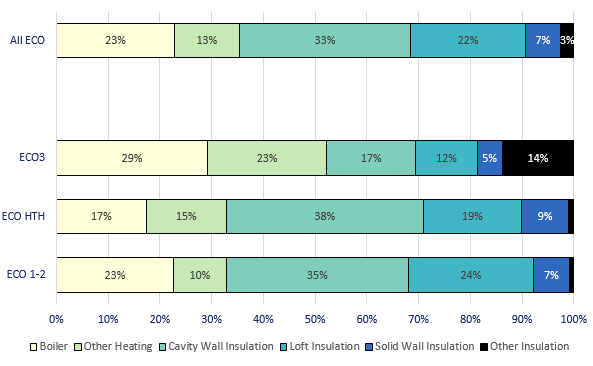 All ECO 23% 13% 33% 22% 7% 3%
ECO3 29% 23% 17% 12% 5% 14%
ECO HTH 17% 15% 38% 19% 9%
ECO 1-2 23% 10% 35% 24% 7%
0% 10% 20% 30% 40% 50% 60% 70% 80% 90% 100%
Boiler Other Heating Cavity Wall Insulation Loft Insulation Solid Wall Insulation Other Insulation